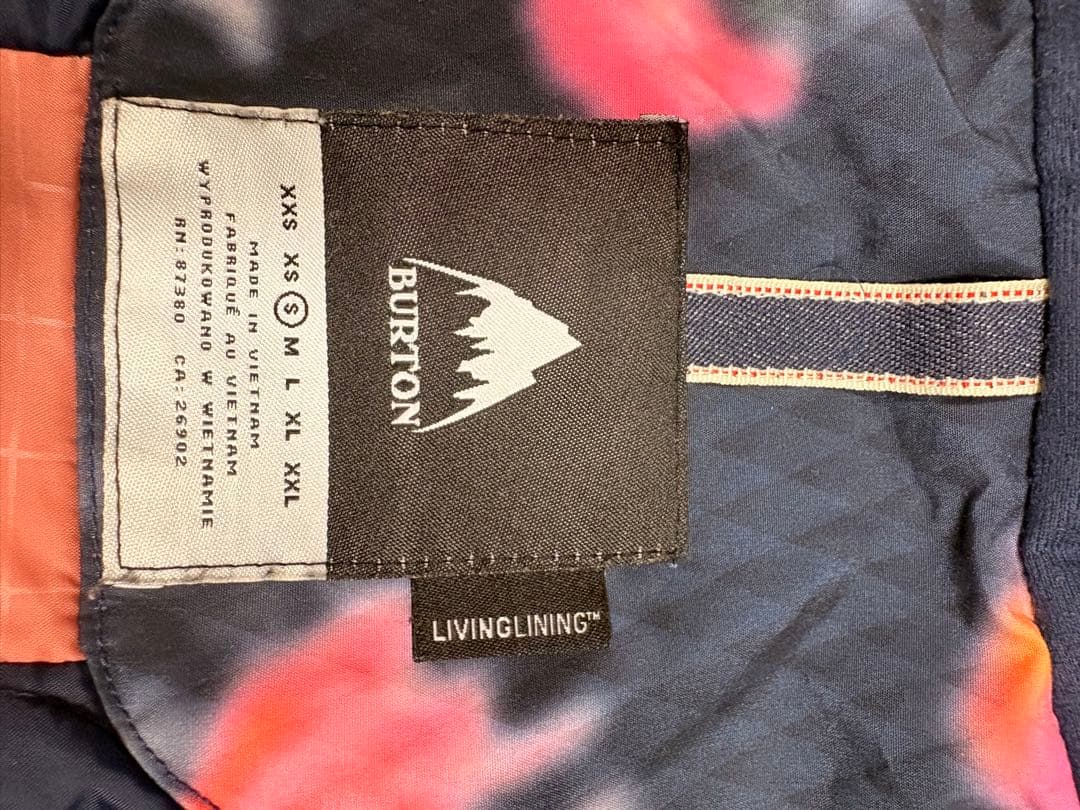 BURTON
XXS XS S M L XL XXL
MADE IN VIETNAM
FABRIQUÉ AU VIETNAM
WYPRODUKOWANO W WIETNAMIE
RN:87380 CA:26902
LIVINGLINING™